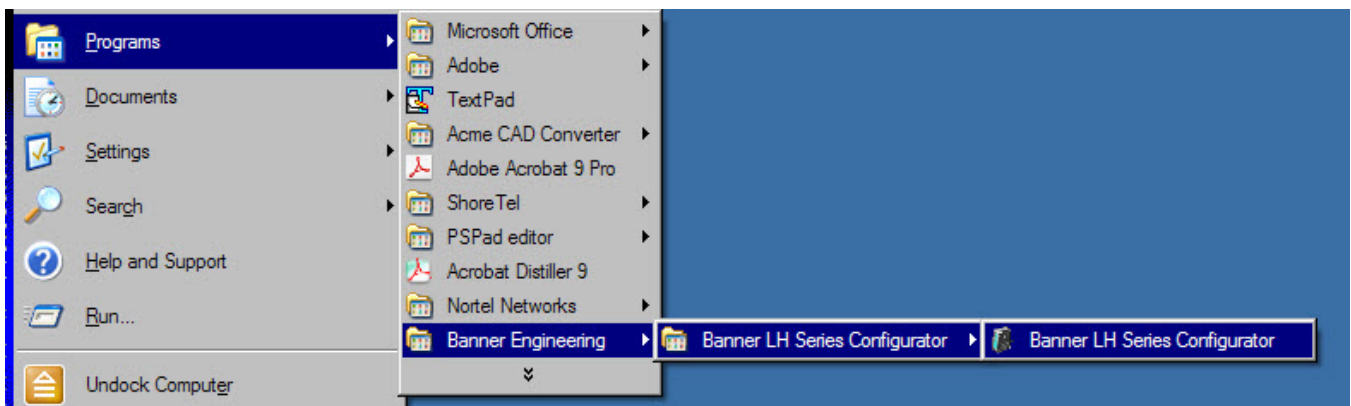 Programs
Documents
Settings
Search
Help and Support
Run...
Undock Computer
Microsoft Office
Adobe
TextPad
Acme CAD Converter
Adobe Acrobat 9 Pro
ShoreTel
PSPad editor
Acrobat Distiller 9
Nortel Networks
Banner Engineering
Banner LH Series Configurator
Banner LH Series Configurator